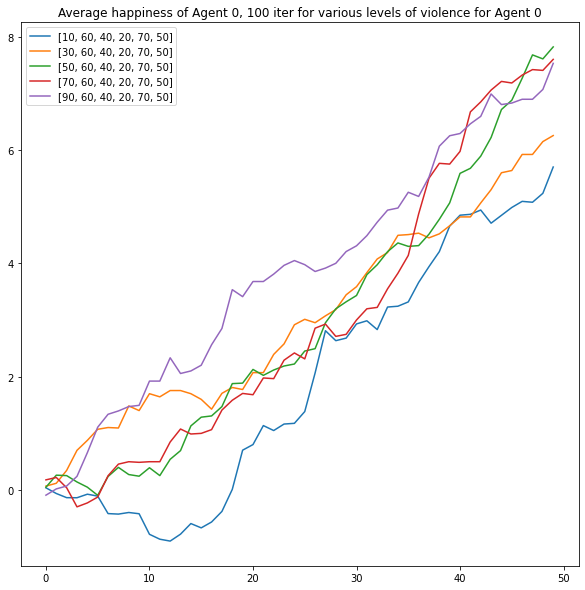 Average happiness of Agent 0, 100 iter for various levels of violence for Agent 0
[10, 60, 40, 20, 70, 50]
[30, 60, 40, 20, 70, 50]
[50, 60, 40, 20, 70, 50]
[70, 60, 40, 20, 70, 50]
[90, 60, 40, 20, 70, 50]
8
6
4
2
0
0 10 20 30 40 50